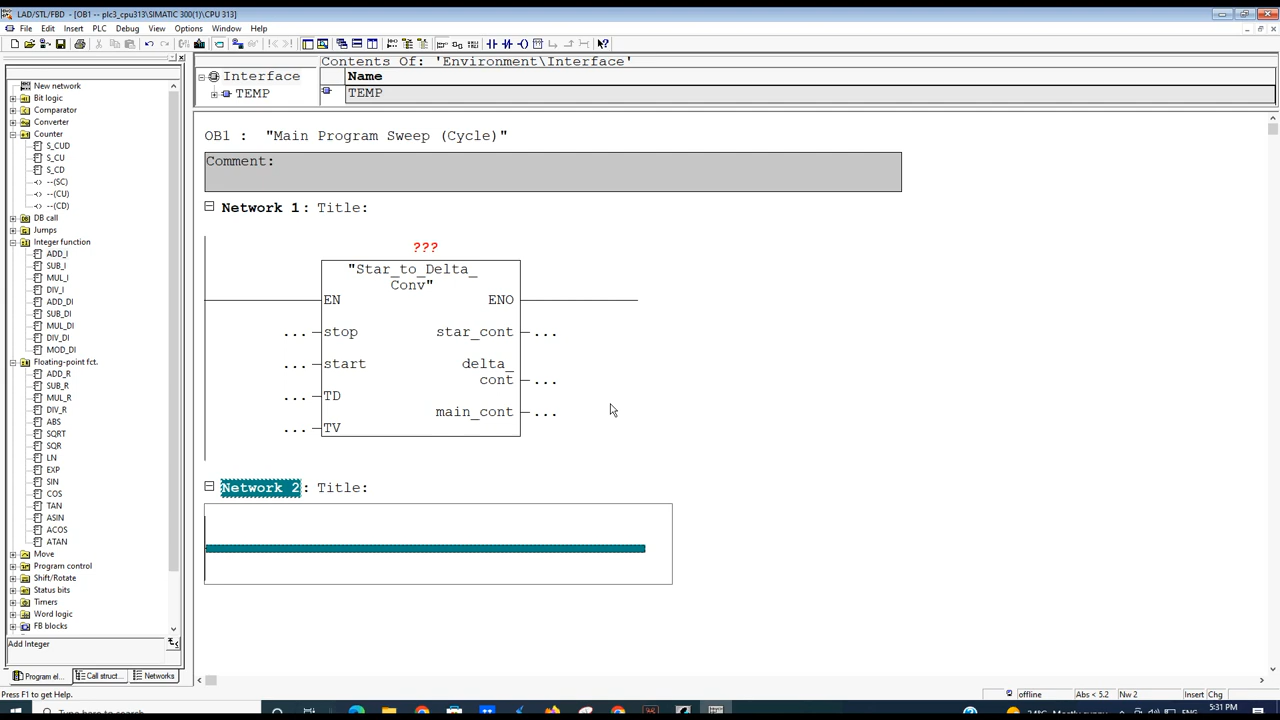 LAD/STL/FBD - [OB1 -- plc3_cpu313\SIMATIC 300(1)\CPU 313]
File Edit Insert PLC Debug View Options Window Help
Contents Of: 'Environment\Interface'
Interface
TEMP
Name
TEMP
New network
Bit logic
Comparator
Converter
Counter
S_CUD
S_CU
S_CD
--(SC)
--(CU)
--(CD)
DB call
Jumps
Integer function
ADD_I
SUB_I
MUL_I
DIV_I
ADD_DI
SUB_DI
MUL_DI
DIV_DI
MOD_DI
Floating-point fct.
ADD_R
SUB_R
MUL_R
DIV_R
ABS
SQRT
SQR
LN
EXP
SIN
COS
TAN
ASIN
ACOS
ATAN
Move
Program control
Shift/Rotate
Status bits
Timers
Word logic
FB blocks
Add Integer
Program el... Call struct... Networks
OB1 : "Main Program Sweep (Cycle)"
Comment:
Network 1: Title:
???
"Star_to_Delta_
Conv"
EN ENO
... stop star_cont ...
... start delta_
cont ...
... TD
main_cont ...
... TV
Network 2: Title:
Press F1 to get Help.
offline Abs < 5.2 Nw 2 Insert Chg
5:31 PM